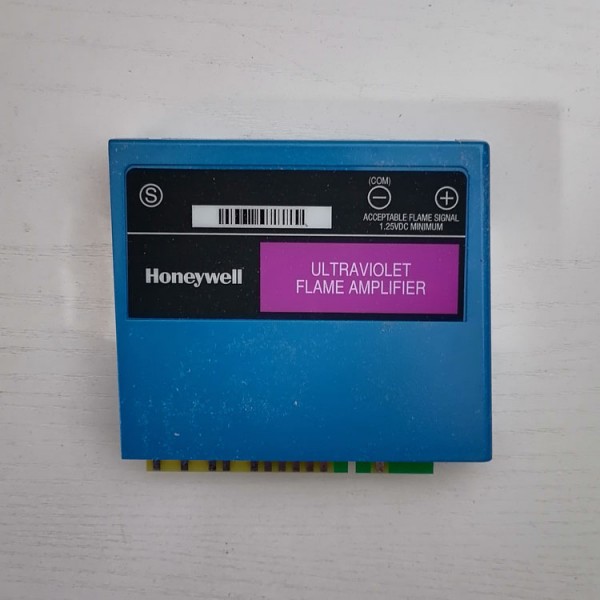 S
(COM)
− +
ACCEPTABLE FLAME SIGNAL
1.25VDC MINIMUM
Honeywell
ULTRAVIOLET
FLAME AMPLIFIER